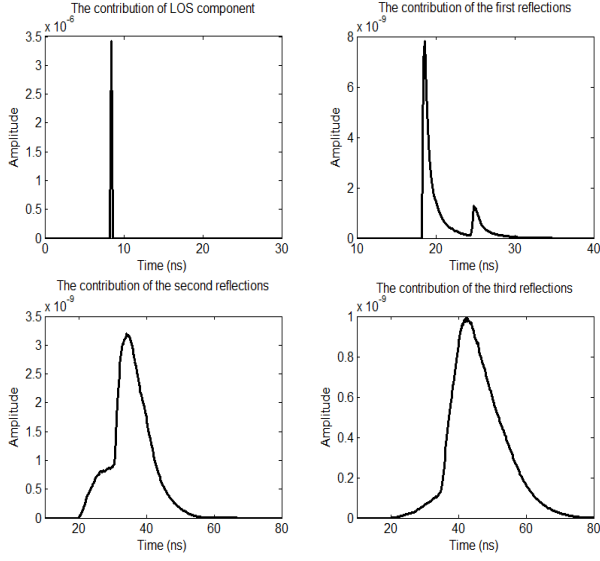 The contribution of LOS component
x 10^-6
3.5
3
2.5
2
1.5
1
0.5
0
Amplitude
0 10 20 30
Time (ns)
The contribution of the first reflections
x 10^-9
8
6
4
2
0
Amplitude
10 20 30 40
Time (ns)
The contribution of the second reflections
x 10^-9
3.5
3
2.5
2
1.5
1
0.5
0
Amplitude
20 40 60 80
Time (ns)
The contribution of the third reflections
x 10^-9
1
0.8
0.6
0.4
0.2
0
Amplitude
20 40 60 80
Time (ns)